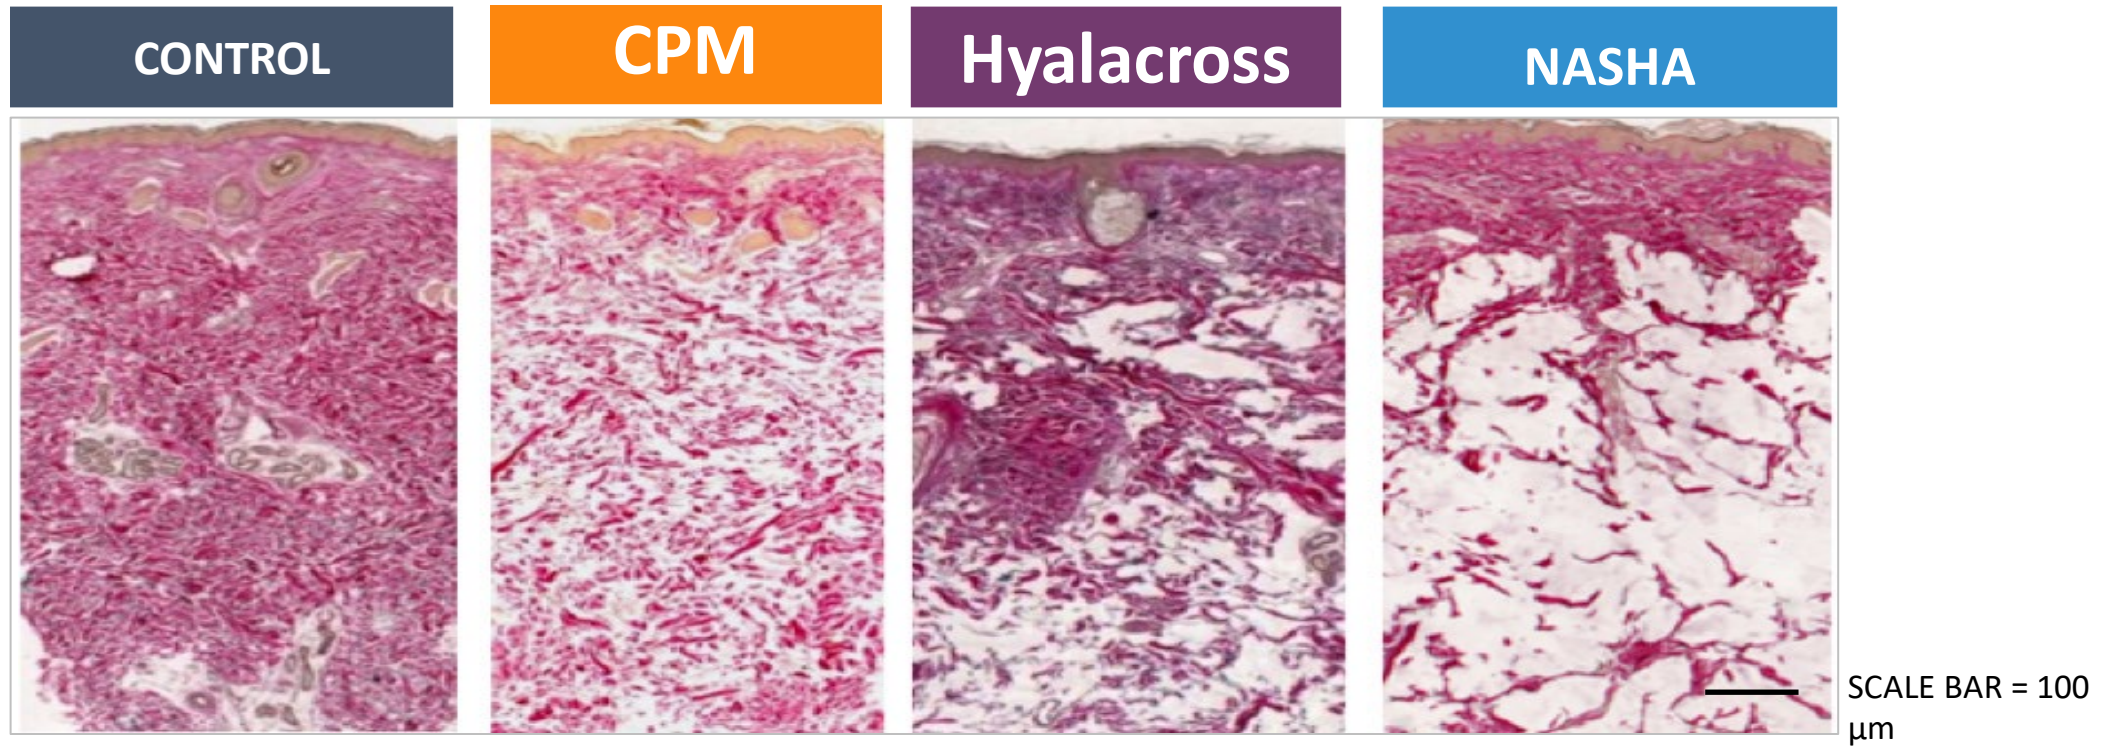 CONTROL
CPM
Hyalacross
NASHA
SCALE BAR = 100
µm